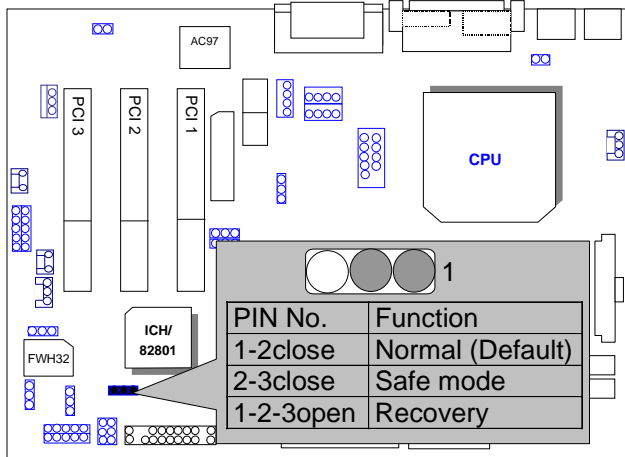 AC97
PCI 3
PCI 2
PCI 1
CPU
1
PIN No. Function
1-2close Normal (Default)
2-3close Safe mode
1-2-3open Recovery
ICH/
82801
FWH32